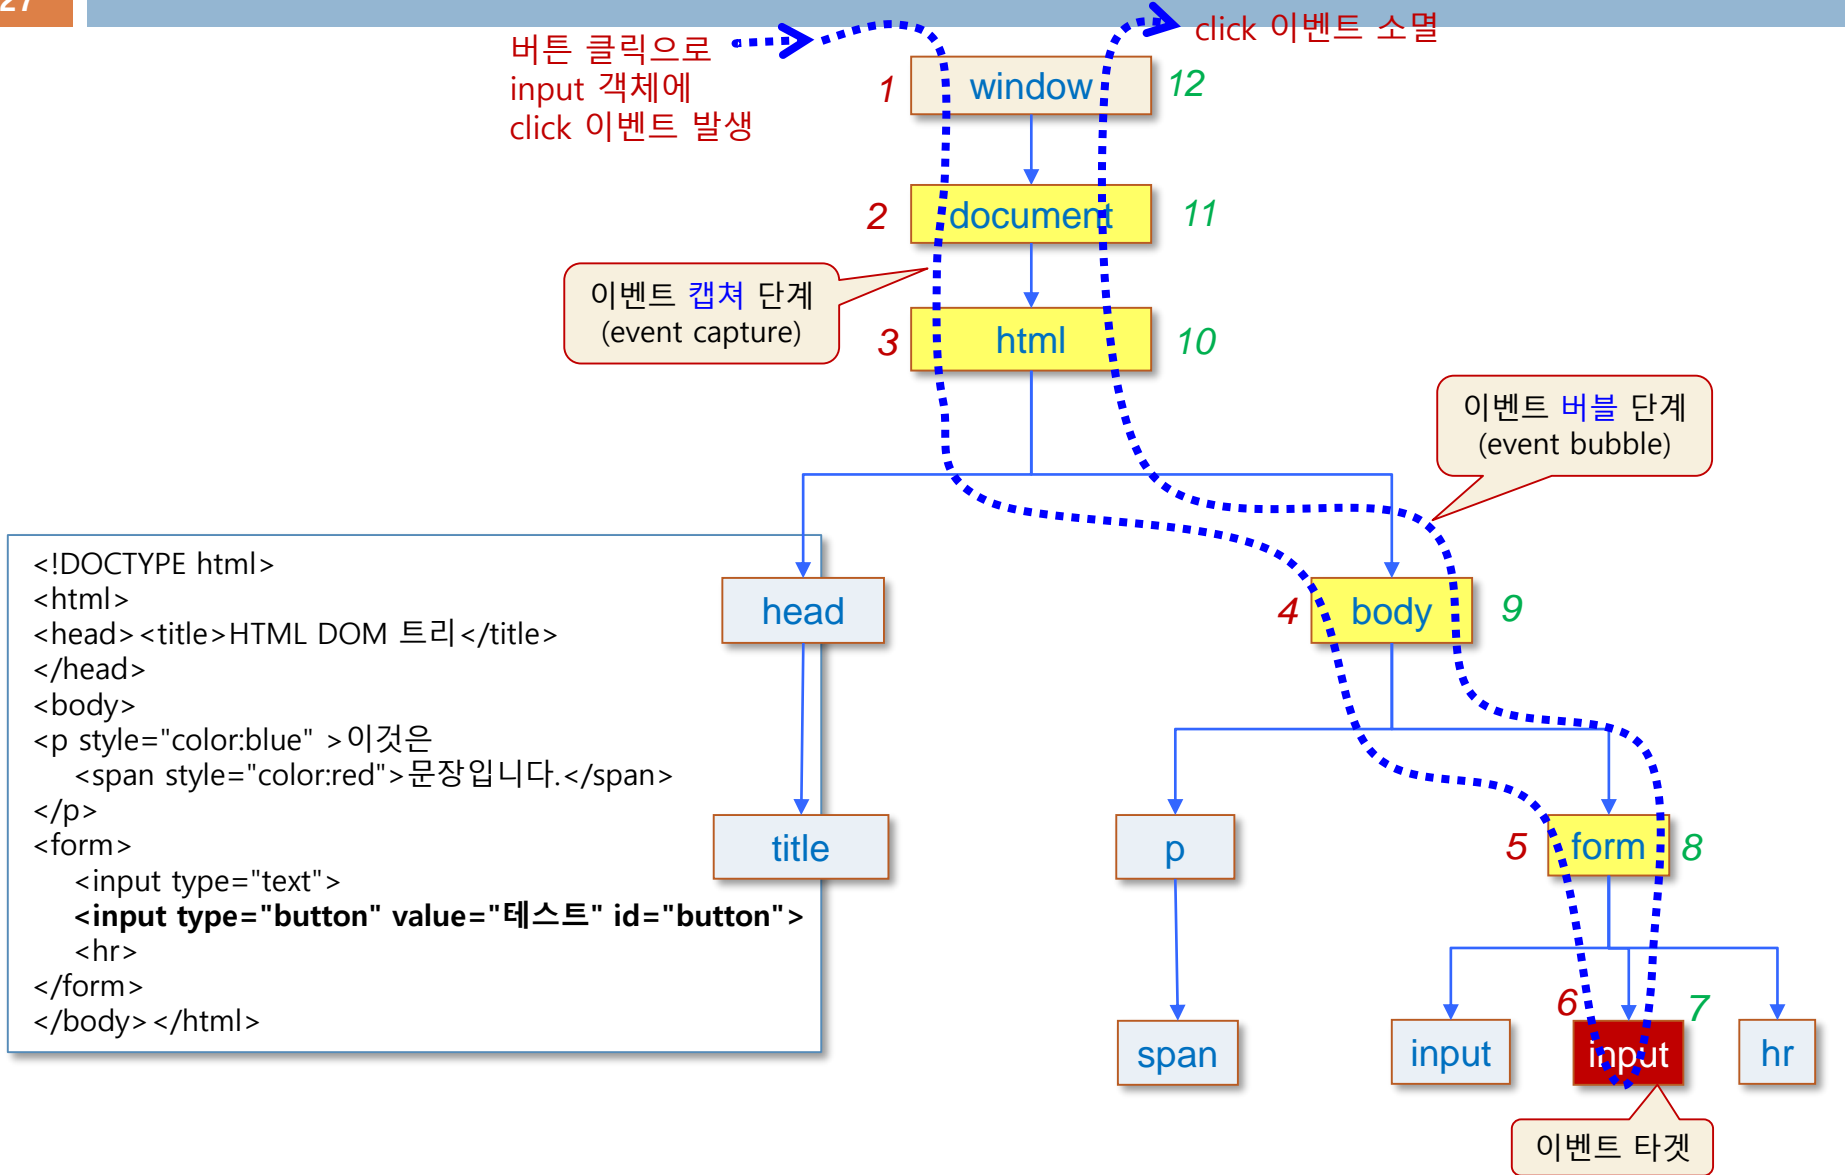 27
버튼 클릭으로
input 객체에
click 이벤트 발생
click 이벤트 소멸
1
window
12
2
document
11
이벤트 캡쳐 단계
(event capture)
3
html
10
이벤트 버블 단계
(event bubble)
<!DOCTYPE html>
<html>
<head><title>HTML DOM 트리</title>
</head>
<body>
<p style="color:blue" >이것은
<span style="color:red">문장입니다.</span>
</p>
<form>
<input type="text">
<input type="button" value="테스트" id="button">
<hr>
</form>
</body></html>
head
4
body
9
title
p
5
form
8
6
7
span
input
input
hr
이벤트 타겟